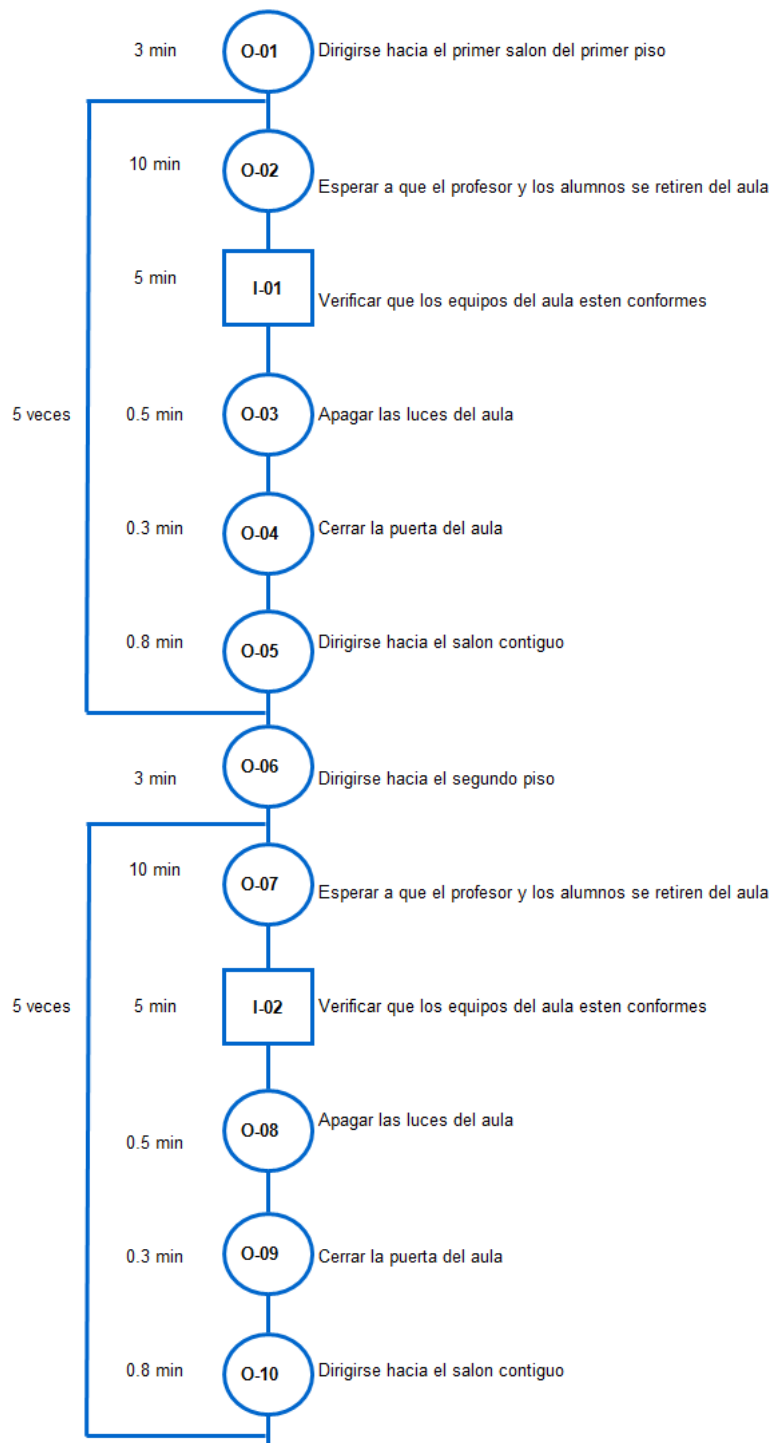 3 min O-01 Dirigirse hacia el primer salon del primer piso
10 min O-02 Esperar a que el profesor y los alumnos se retiren del aula
5 min I-01 Verificar que los equipos del aula esten conformes
5 veces 0.5 min O-03 Apagar las luces del aula
0.3 min O-04 Cerrar la puerta del aula
0.8 min O-05 Dirigirse hacia el salon contiguo
3 min O-06 Dirigirse hacia el segundo piso
10 min O-07 Esperar a que el profesor y los alumnos se retiren del aula
5 veces 5 min I-02 Verificar que los equipos del aula esten conformes
0.5 min O-08 Apagar las luces del aula
0.3 min O-09 Cerrar la puerta del aula
0.8 min O-10 Dirigirse hacia el salon contiguo